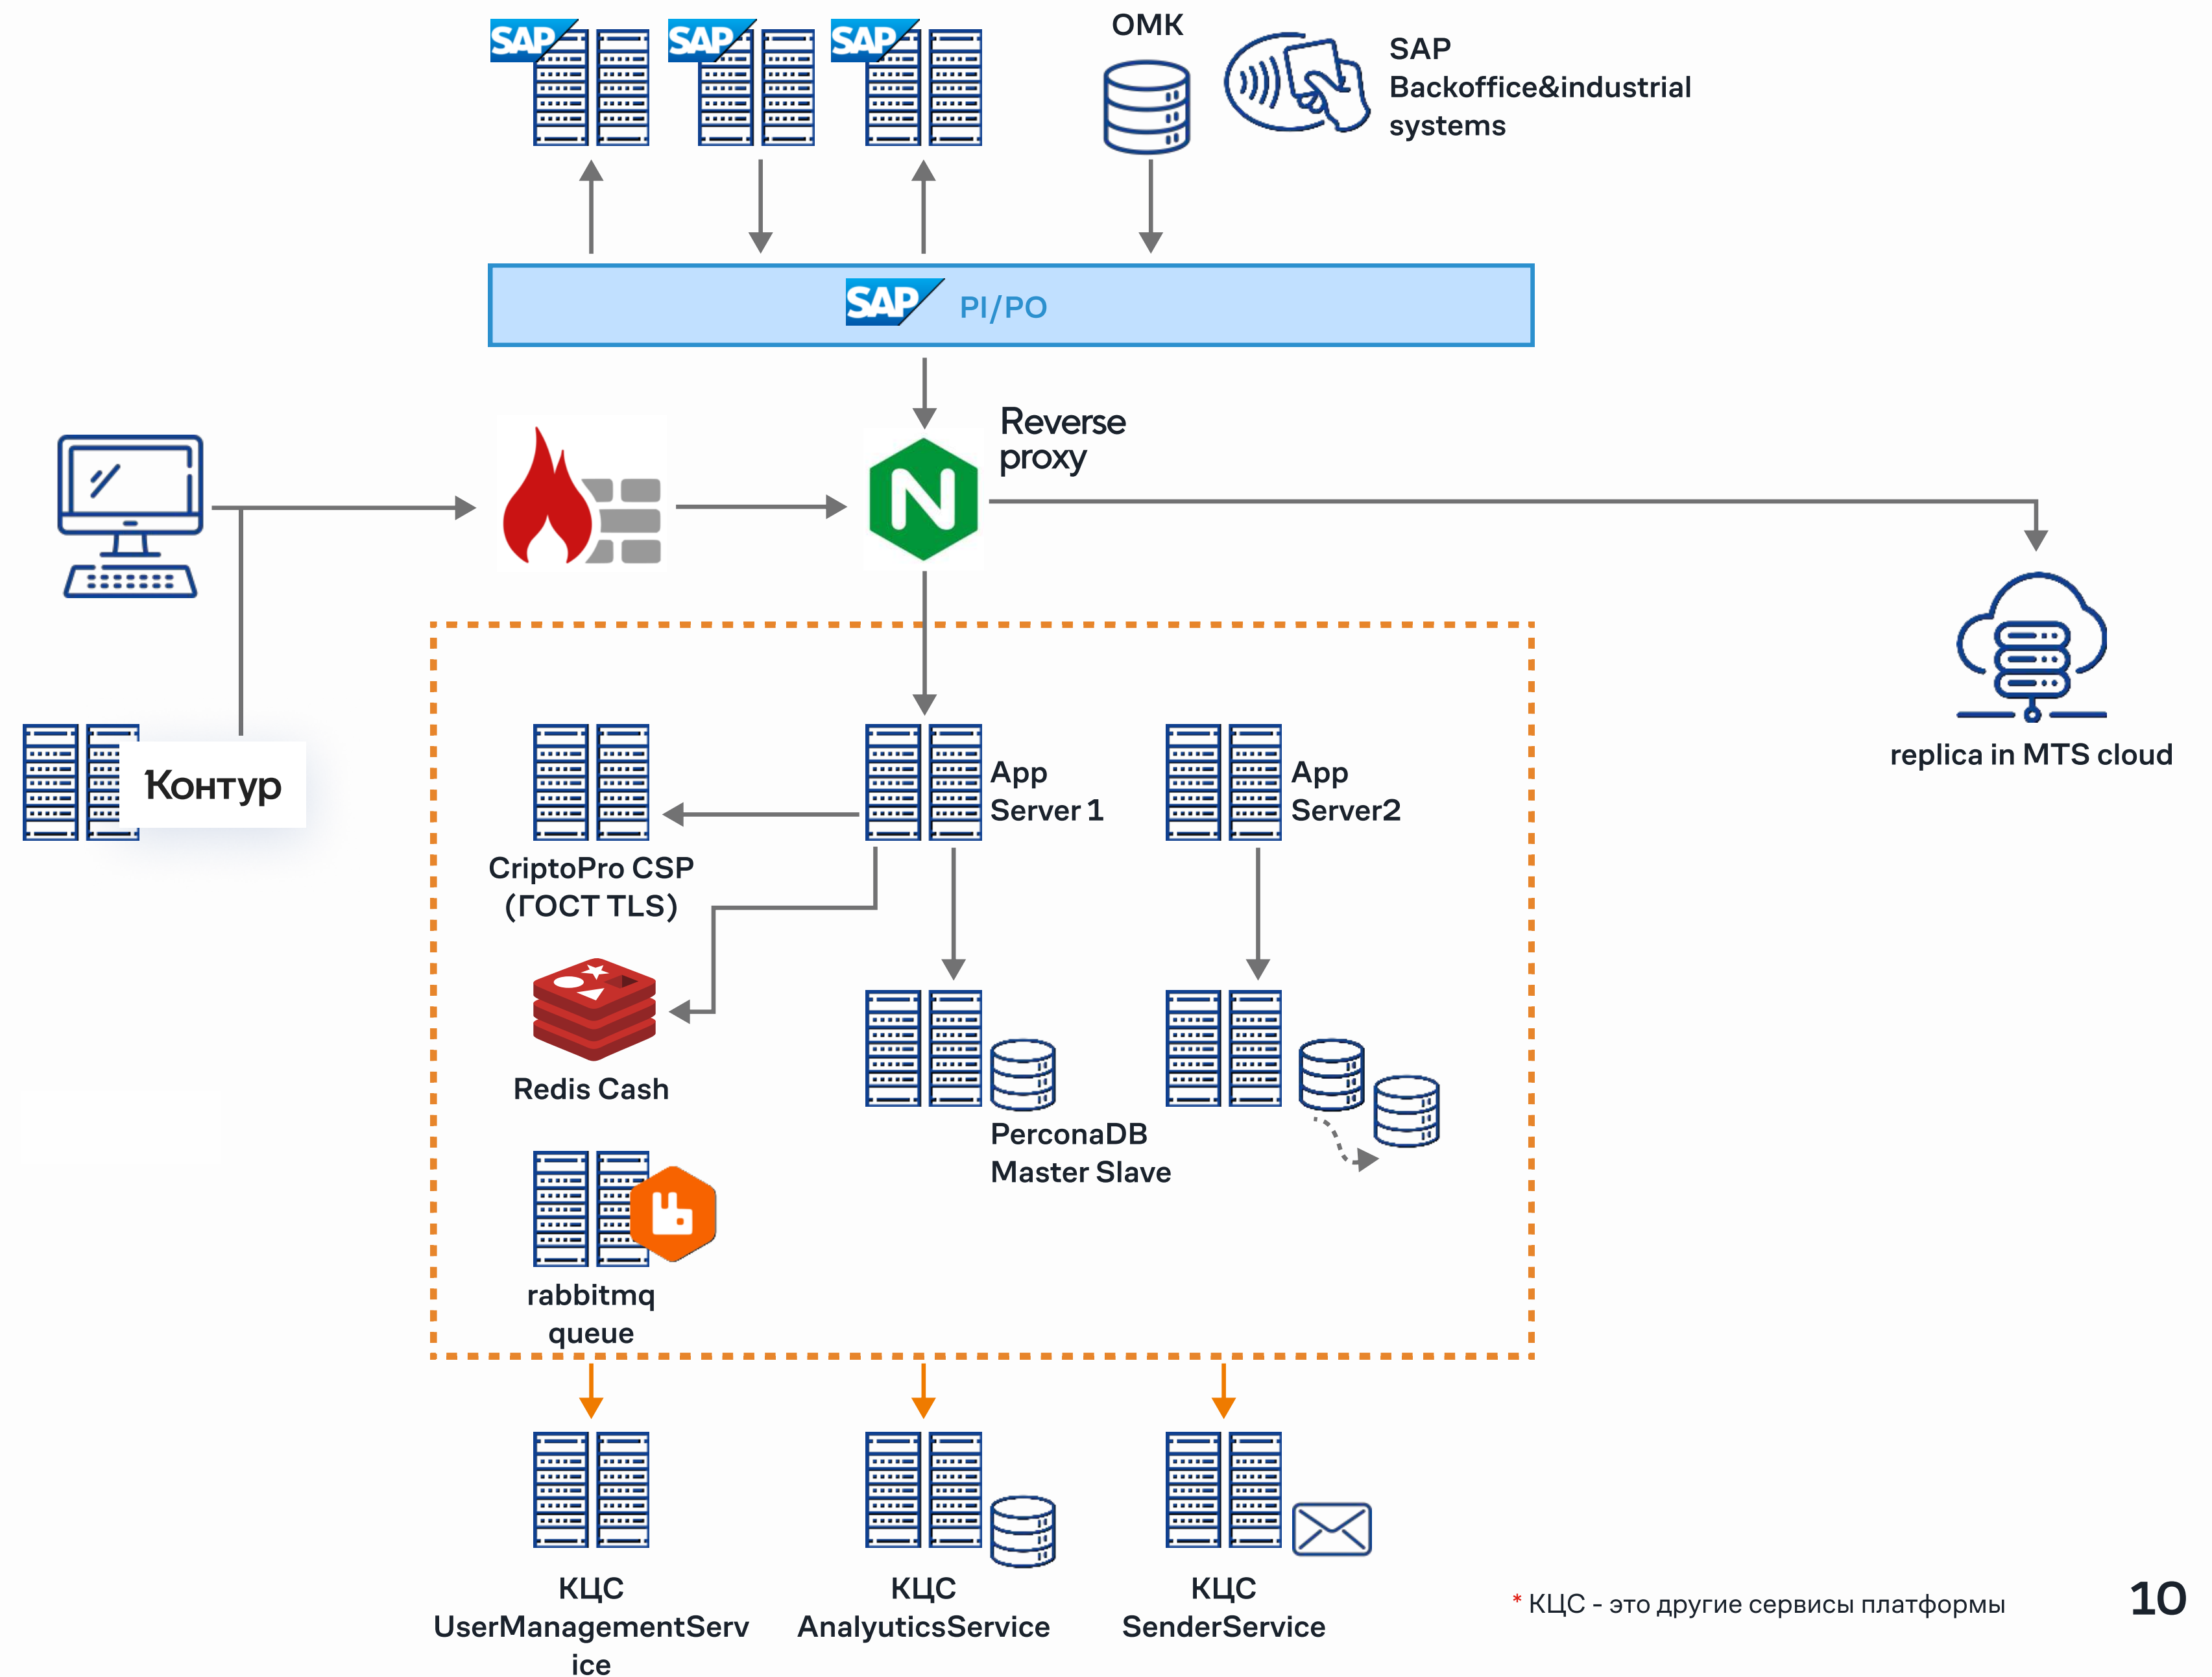 SAP
SAP
SAP
ОМК
SAP
Backoffice&industrial
systems
SAP
PI/PO
Reverse
proxy
replica in MTS cloud
Контур
App
Server 1
App
Server2
CriptoPro CSP
(ГОСТ TLS)
Redis Cash
PerconaDB
Master Slave
rabbitmq
queue
КЦС
UserManagementServ
ice
КЦС
AnalyuticsService
КЦС
SenderService
* КЦС - это другие сервисы платформы
10